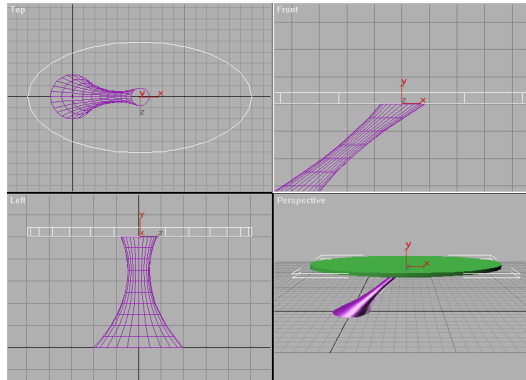 Top
y x
z
Front
y
z x
Left
y
x z
Perspective
y
x